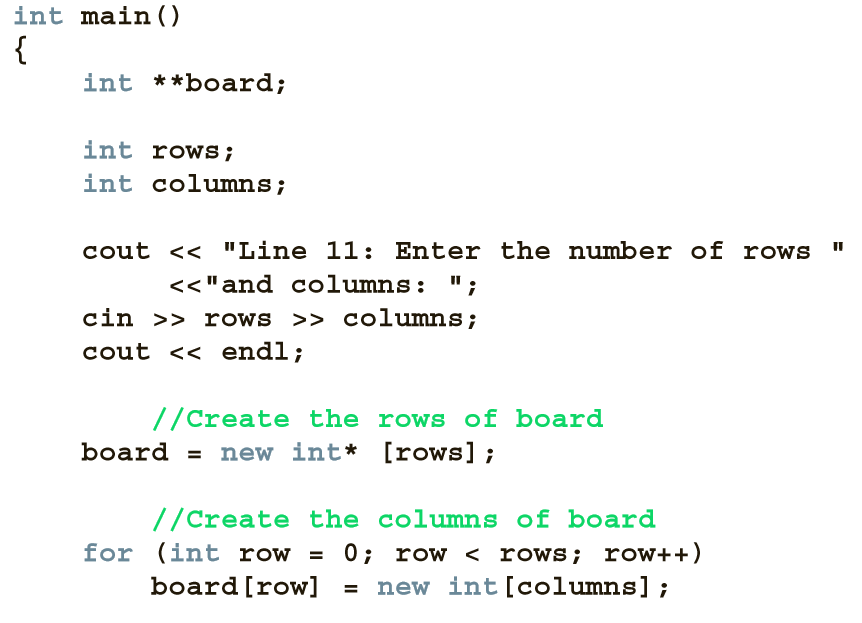 int main()
{
    int **board;

    int rows;
    int columns;

    cout << "Line 11: Enter the number of rows "
         <<"and columns: ";
    cin >> rows >> columns;
    cout << endl;

        //Create the rows of board
    board = new int* [rows];

        //Create the columns of board
    for (int row = 0; row < rows; row++)
        board[row] = new int[columns];